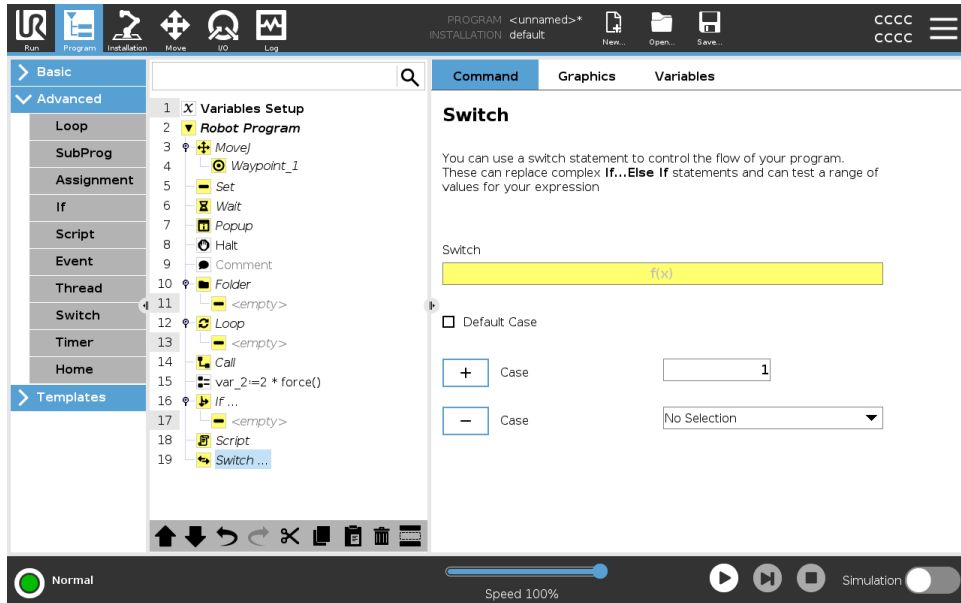 UR
Run
Program
Installation
Move
I/O
Log
PROGRAM <unnamed>*
INSTALLATION default
New...
Open...
Save...
CCCC
CCCC
Basic
Advanced
Loop
SubProg
Assignment
If
Script
Event
Thread
Switch
Timer
Home
Templates
1 X Variables Setup
2 Robot Program
3 MoveJ
4 Waypoint_1
5 Set
6 Wait
7 Popup
8 Halt
9 Comment
10 Folder
11 <empty>
12 Loop
13 <empty>
14 Call
15 var_2:=2 * force()
16 If ...
17 <empty>
18 Script
19 Switch ...
Command Graphics Variables
Switch
You can use a switch statement to control the flow of your program.
These can replace complex If...Else If statements and can test a range of
values for your expression
Switch
f(x)
Default Case
+ Case 1
− Case No Selection
Normal
Speed 100%
Simulation